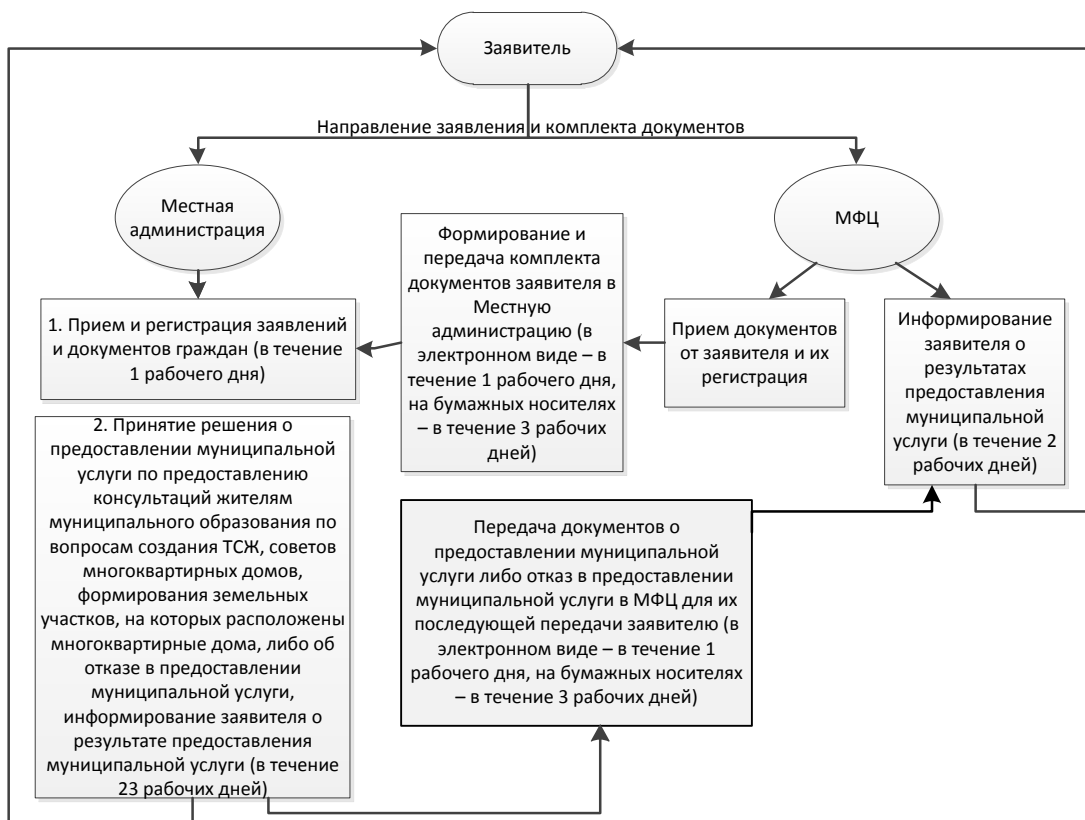 Заявитель
Направление заявления и комплекта документов
Местная
администрация
МФЦ
1. Прием и регистрация заявлений
и документов граждан (в течение
1 рабочего дня)
Формирование и
передача комплекта
документов заявителя в
Местную
администрацию (в
электронном виде – в
течение 1 рабочего дня,
на бумажных носителях
– в течение 3 рабочих
дней)
Прием документов
от заявителя и их
регистрация
Информирование
заявителя о
результатах
предоставления
муниципальной
услуги (в течение 2
рабочих дней)
2. Принятие решения о
предоставлении муниципальной
услуги по предоставлению
консультаций жителям
муниципального образования по
вопросам создания ТСЖ, советов
многоквартирных домов,
формирования земельных
участков, на которых расположены
многоквартирные дома, либо об
отказе в предоставлении
муниципальной услуги,
информирование заявителя о
результате предоставления
муниципальной услуги (в течение
23 рабочих дней)
Передача документов о
предоставлении муниципальной
услуги либо отказ в предоставлении
муниципальной услуги в МФЦ для их
последующей передачи заявителю (в
электронном виде – в течение 1
рабочего дня, на бумажных носителях
– в течение 3 рабочих дней)